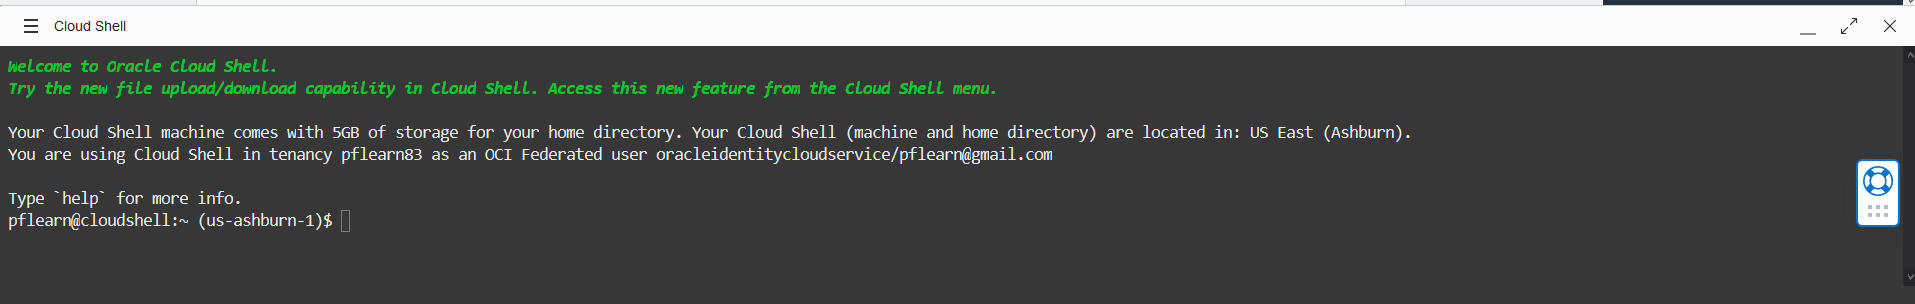 Cloud Shell
Welcome to Oracle Cloud Shell.
Try the new file upload/download capability in Cloud Shell. Access this new feature from the Cloud Shell menu.
Your Cloud Shell machine comes with 5GB of storage for your home directory. Your Cloud Shell (machine and home directory) are located in: US East (Ashburn).
You are using Cloud Shell in tenancy pflearn83 as an OCI Federated user oracleidentitycloudservice/pflearn@gmail.com
Type `help` for more info.
pflearn@cloudshell:~ (us-ashburn-1)$